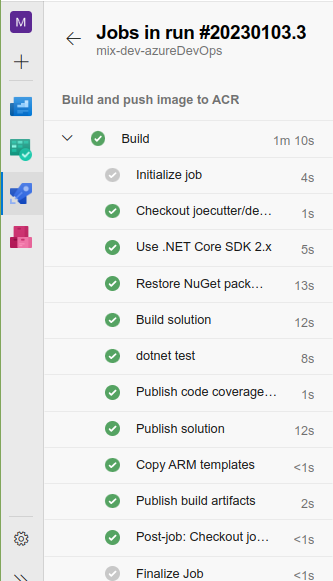 M
Jobs in run #20230103.3
mix-dev-azureDevOps
Build and push image to ACR
Build 1m 10s
Initialize job 4s
Checkout joecutter/de... 1s
Use .NET Core SDK 2.x 5s
Restore NuGet pack... 13s
Build solution 12s
dotnet test 8s
Publish code coverage... 1s
Publish solution 12s
Copy ARM templates <1s
Publish build artifacts 2s
Post-job: Checkout jo... <1s
Finalize Job <1s